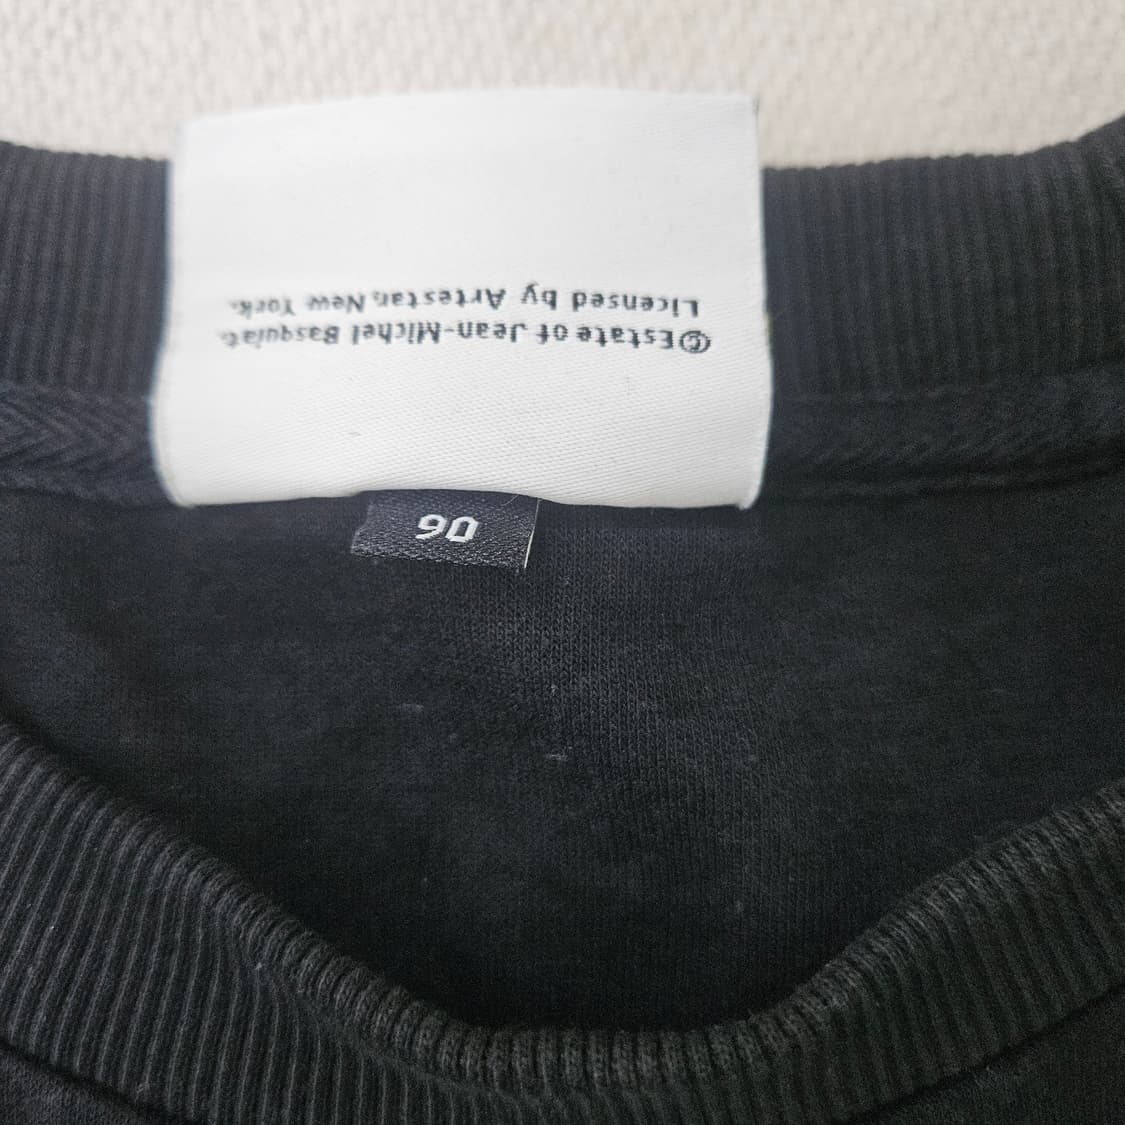 ©Estate of Jean-Michel Basquiat.
Licensed by Artestar, New York.
90